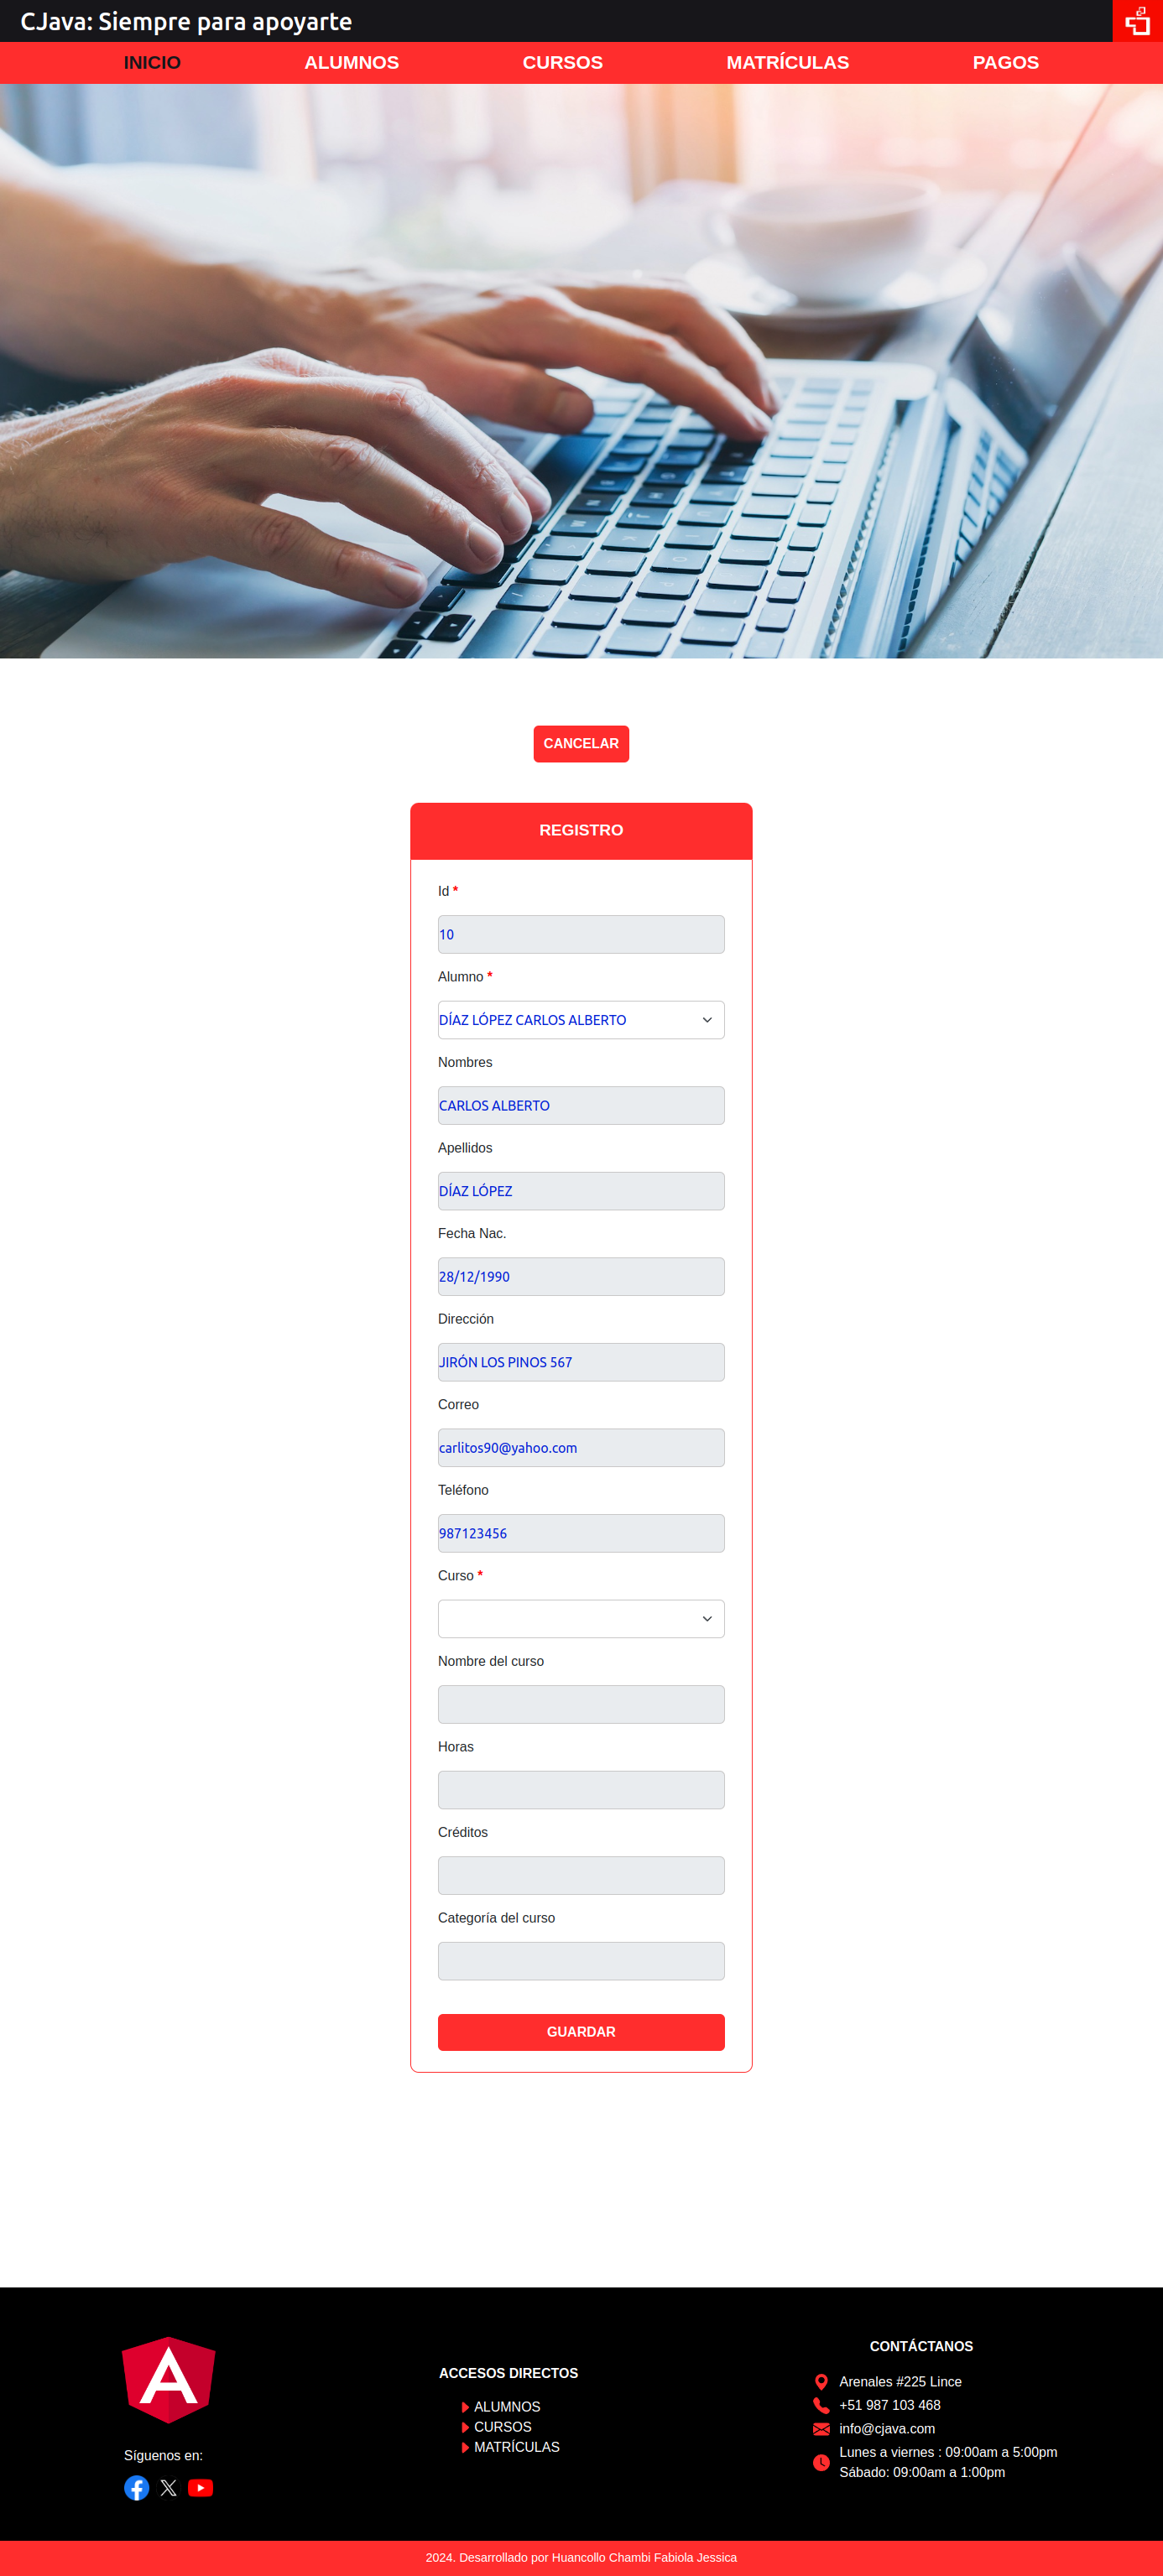 CJava: Siempre para apoyarte
INICIO ALUMNOS CURSOS MATRÍCULAS PAGOS
CANCELAR
REGISTRO
Id *
10
Alumno *
DÍAZ LÓPEZ CARLOS ALBERTO
Nombres
CARLOS ALBERTO
Apellidos
DÍAZ LÓPEZ
Fecha Nac.
28/12/1990
Dirección
JIRÓN LOS PINOS 567
Correo
carlitos90@yahoo.com
Teléfono
987123456
Curso *
Nombre del curso
Horas
Créditos
Categoría del curso
GUARDAR
A
Síguenos en:
ACCESOS DIRECTOS
ALUMNOS
CURSOS
MATRÍCULAS
CONTÁCTANOS
Arenales #225 Lince
+51 987 103 468
info@cjava.com
Lunes a viernes : 09:00am a 5:00pm
Sábado: 09:00am a 1:00pm
2024. Desarrollado por Huancollo Chambi Fabiola Jessica